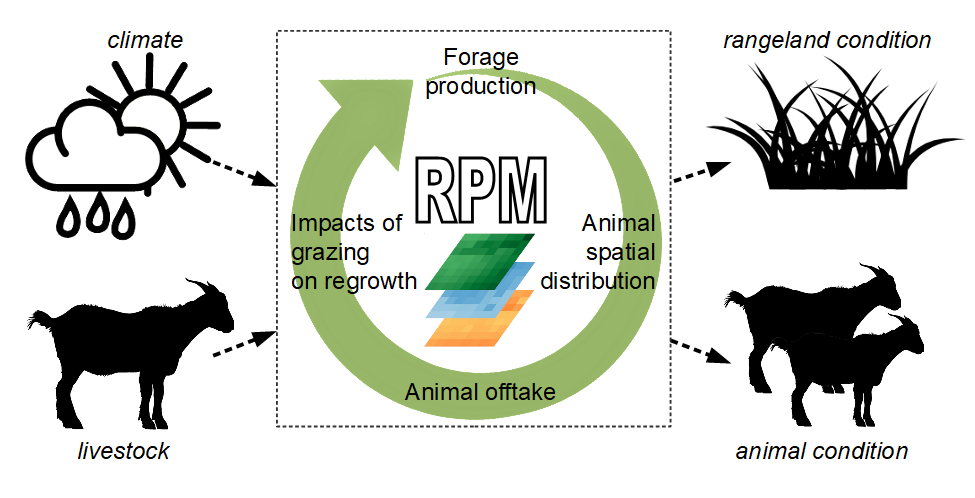 climate
livestock
Forage
production
RPM
Impacts of
grazing
on regrowth
Animal
spatial
distribution
Animal offtake
rangeland condition
animal condition